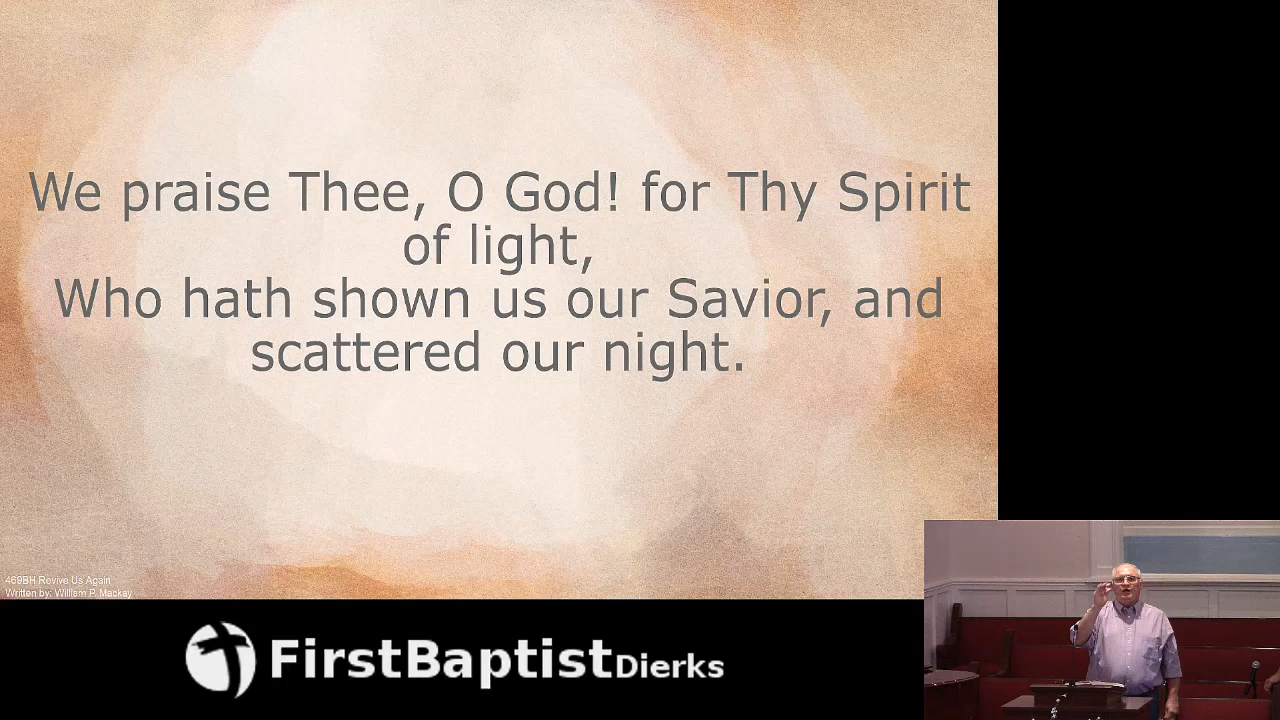 We praise Thee, O God! for Thy Spirit
of light,
Who hath shown us our Savior, and
scattered our night.
469BH Revive Us Again
Written by: William P. Mackay
FirstBaptistDierks